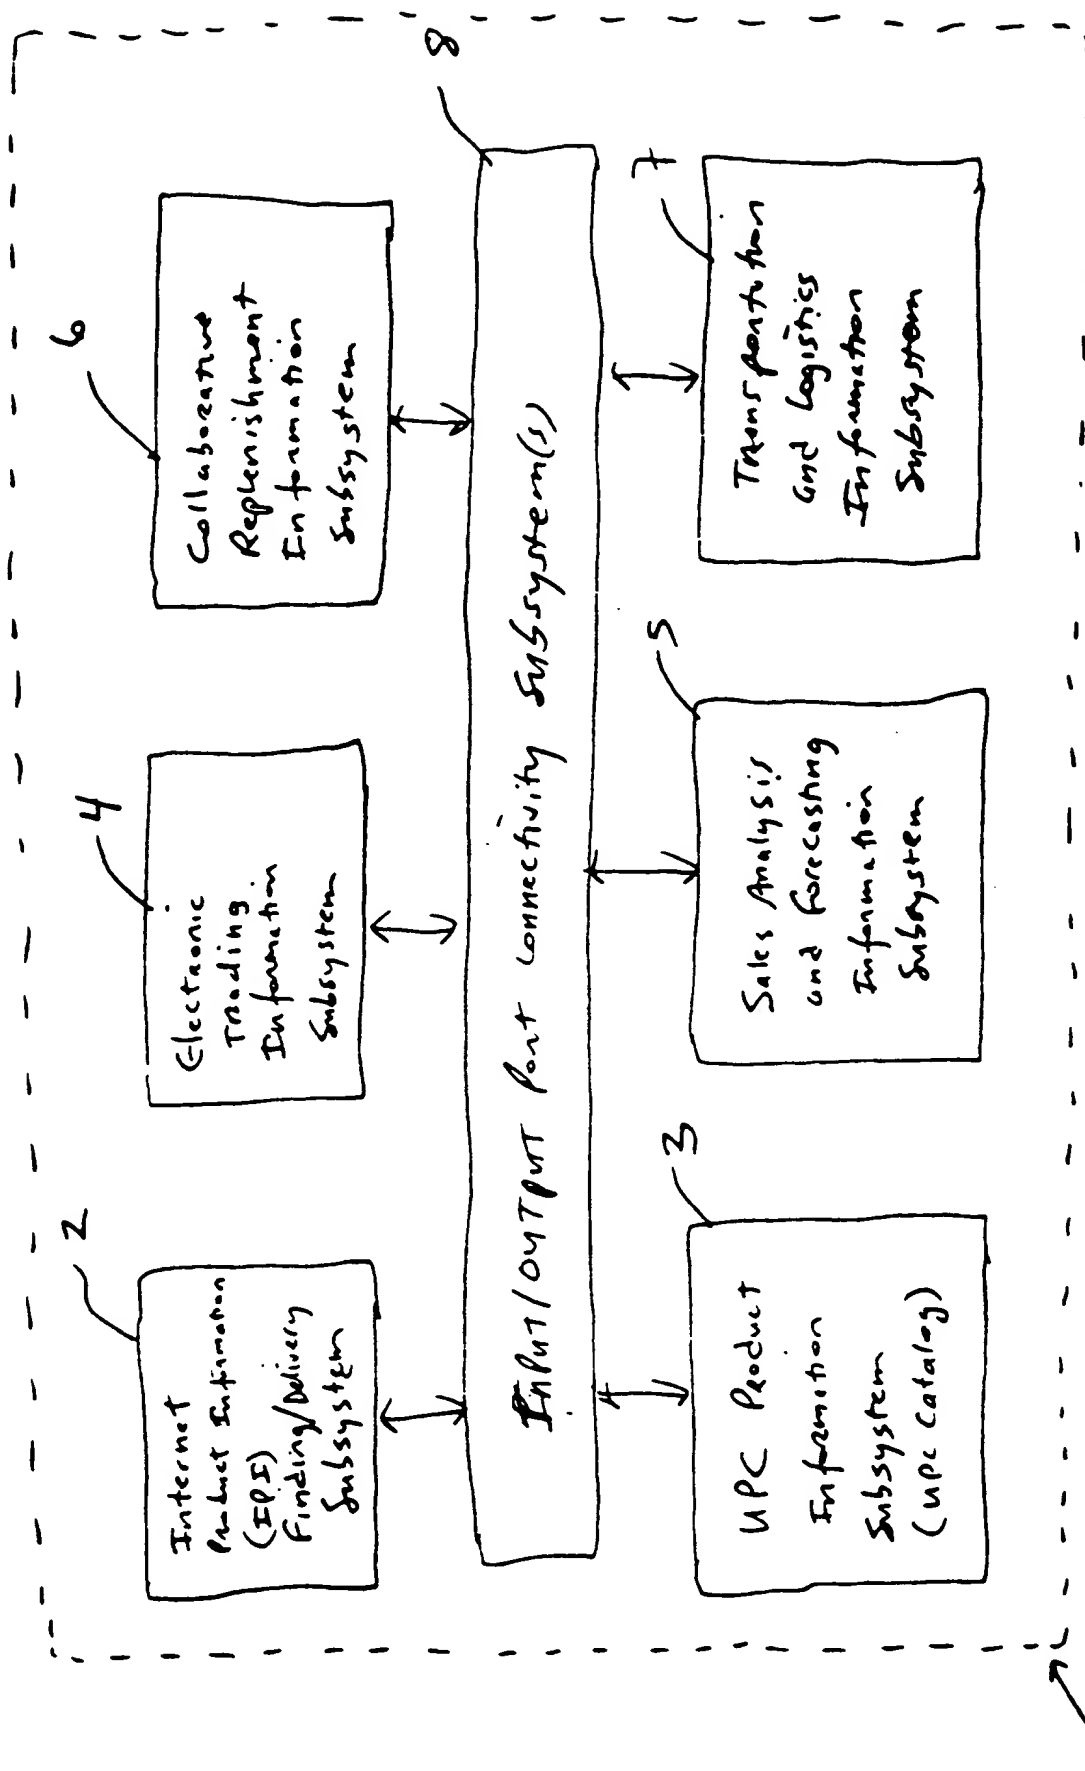 2
Internet
Product Information
(IPI)
Finding/Delivery
Subsystem
4
Electronic
Trading
Information
Subsystem
6
Collaborative
Replenishment
Information
Subsystem
8
Input/Output Port Connectivity Subsystem(s)
3
UPC Product
Information
Subsystem
(UPC Catalog)
5
Sales Analysis
and Forecasting
Information
Subsystem
7
Transportation
and Logistics
Information
Subsystem